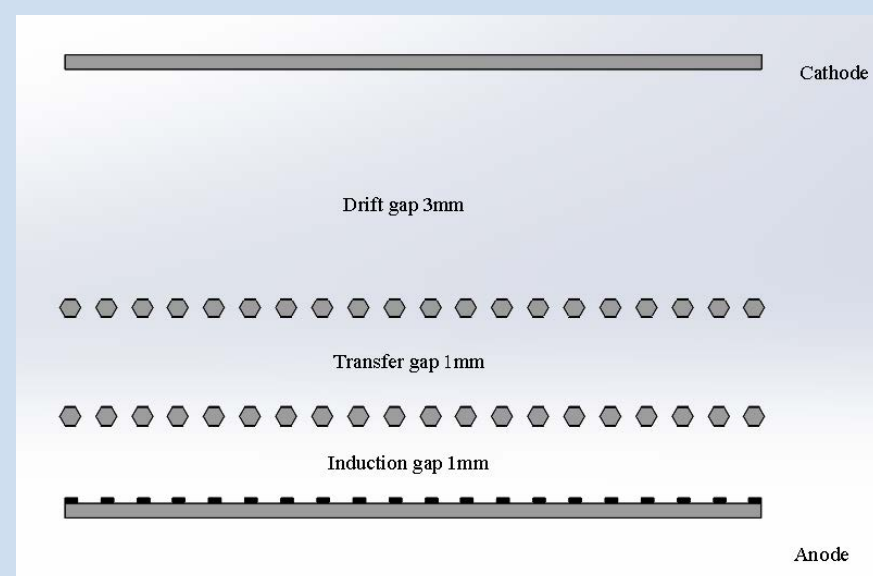 Cathode
Drift gap 3mm
Transfer gap 1mm
Induction gap 1mm
Anode